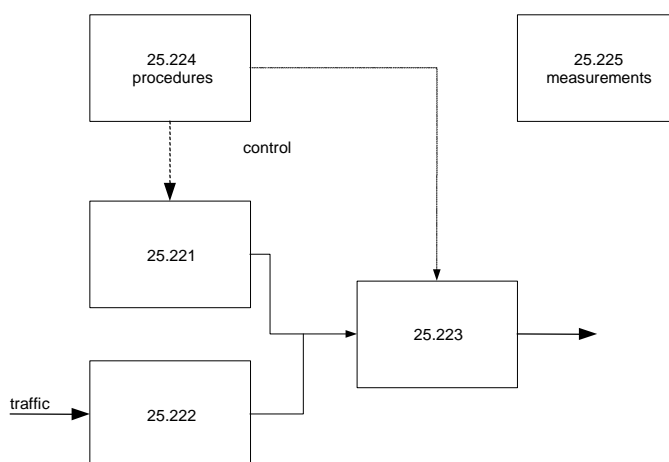 25.224
procedures
25.225
measurements
control
25.221
25.223
traffic
25.222